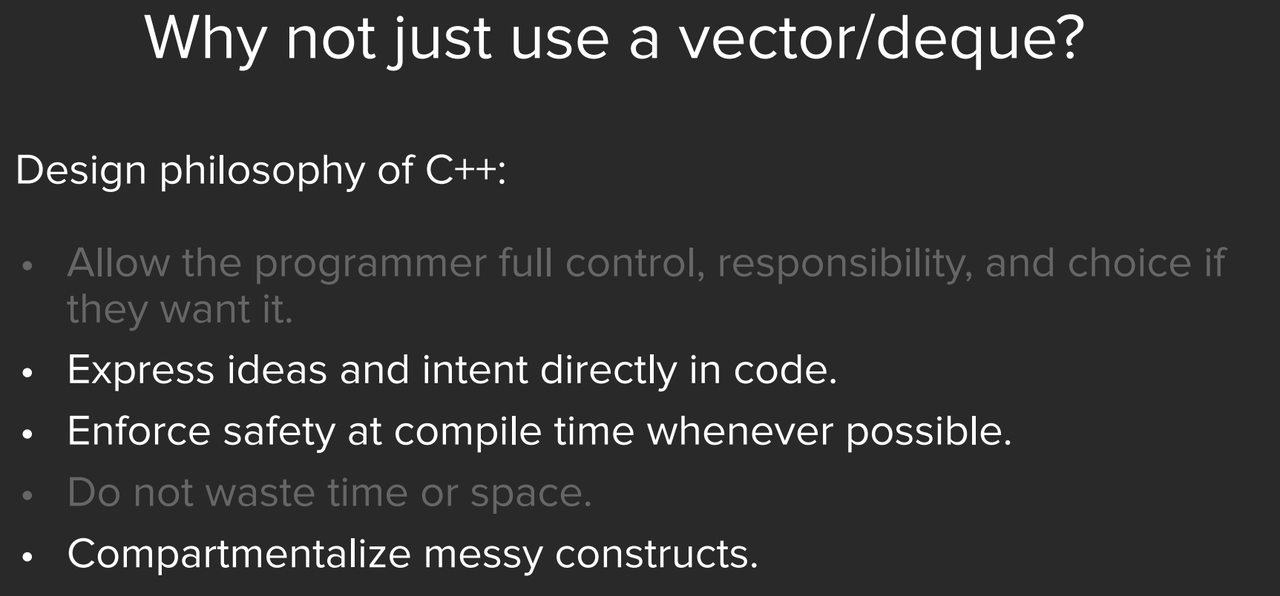 Why not just use a vector/deque?
Design philosophy of C++:
• Allow the programmer full control, responsibility, and choice if
they want it.
• Express ideas and intent directly in code.
• Enforce safety at compile time whenever possible.
• Do not waste time or space.
• Compartmentalize messy constructs.